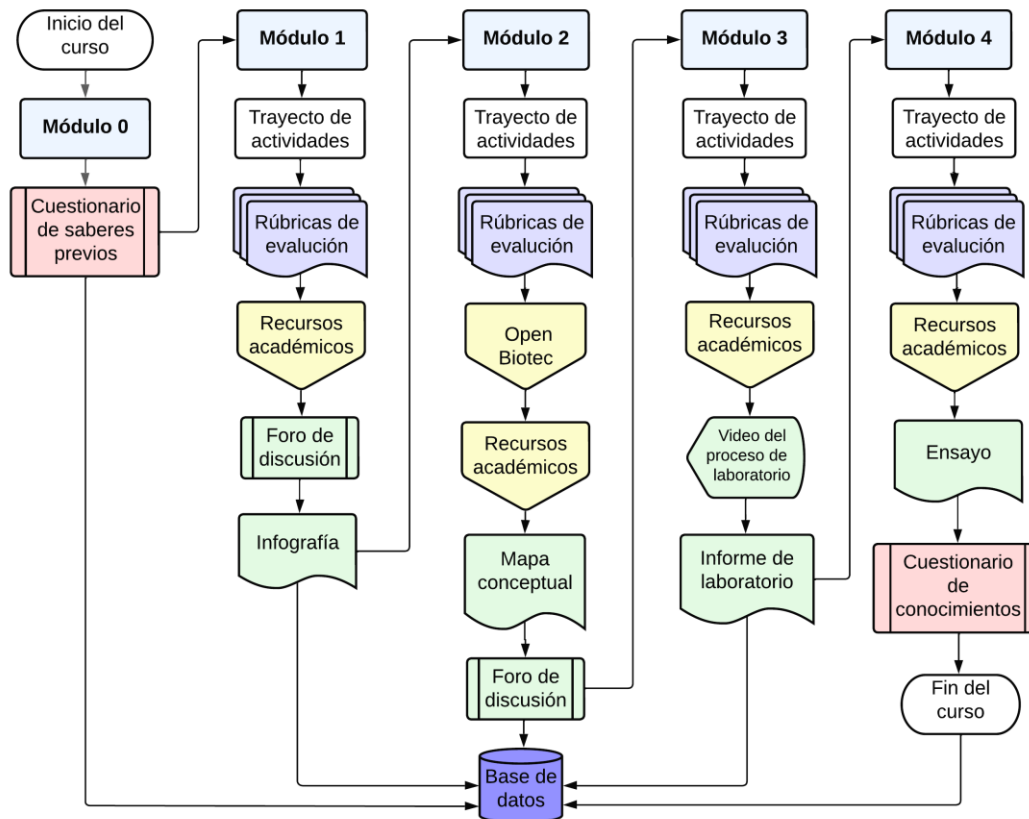 Inicio del
curso
Módulo 0
Cuestionario
de saberes
previos
Módulo 1
Trayecto de
actividades
Rúbricas de
evalución
Recursos
académicos
Foro de
discusión
Infografía
Módulo 2
Trayecto de
actividades
Rúbricas de
evalución
Open
Biotec
Recursos
académicos
Mapa
conceptual
Foro de
discusión
Base de
datos
Módulo 3
Trayecto de
actividades
Rúbricas de
evalución
Recursos
académicos
Video del
proceso de
laboratorio
Informe de
laboratorio
Módulo 4
Trayecto de
actividades
Rúbricas de
evalución
Recursos
académicos
Ensayo
Cuestionario
de
conocimientos
Fin del
curso